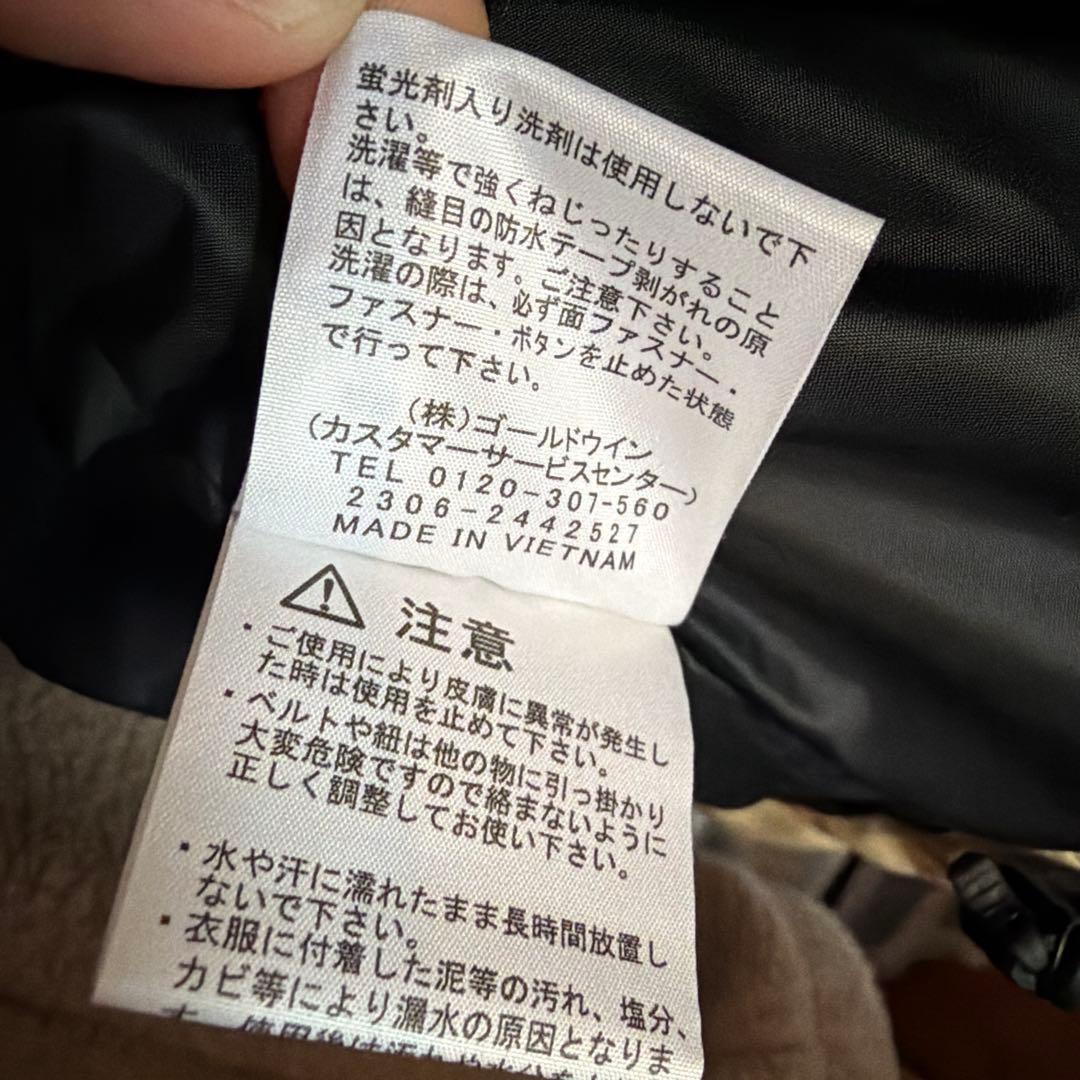 蛍光剤入り洗剤は使用しないで下
さい。
洗濯等で強くねじったりすること
は、縫目の防水テープ剥がれの原
因となります。ご注意下さい。
洗濯の際は、必ず面ファスナー・
ファスナー・ボタンを止めた状態
で行って下さい。
(株)ゴールドウイン
(カスタマーサービスセンター)
TEL 0120-307-560
2306-2442527
MADE IN VIETNAM
注意
・ご使用により皮膚に異常が発生し
た時は使用を止めて下さい。
・ベルトや紐は他の物に引っ掛かり
大変危険ですので絡まないように
正しく調整してお使い下さい。
・水や汗に濡れたまま長時間放置し
ないで下さい。
・衣服に付着した泥等の汚れ、塩分、
カビ等により漏水の原因となりま
す。使用後は汚れや水分を